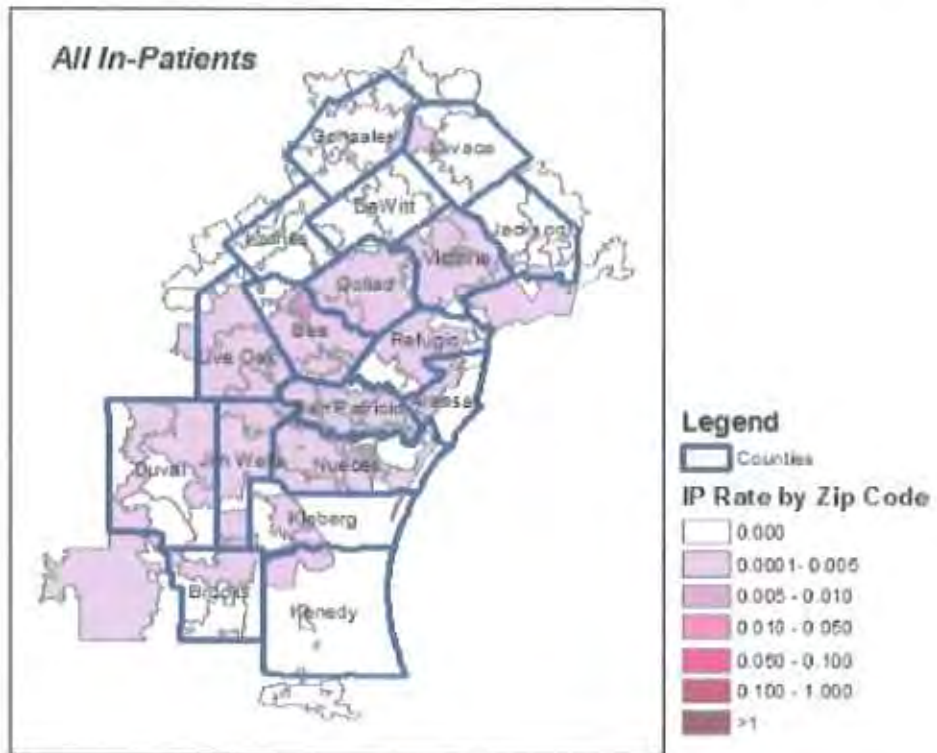 All In-Patients
Gonzales
Lavaca
DeWitt
Jackson
Karnes
Victoria
Goliad
Bee
Refugio
Live Oak
San Patricio
Aransas
Duval
Jim Wells
Nueces
Kleberg
Brooks
Kenedy
Legend
Counties
IP Rate by Zip Code
0.000
0.0001 - 0.005
0.005 - 0.010
0.010 - 0.050
0.050 - 0.100
0.100 - 1.000
>1